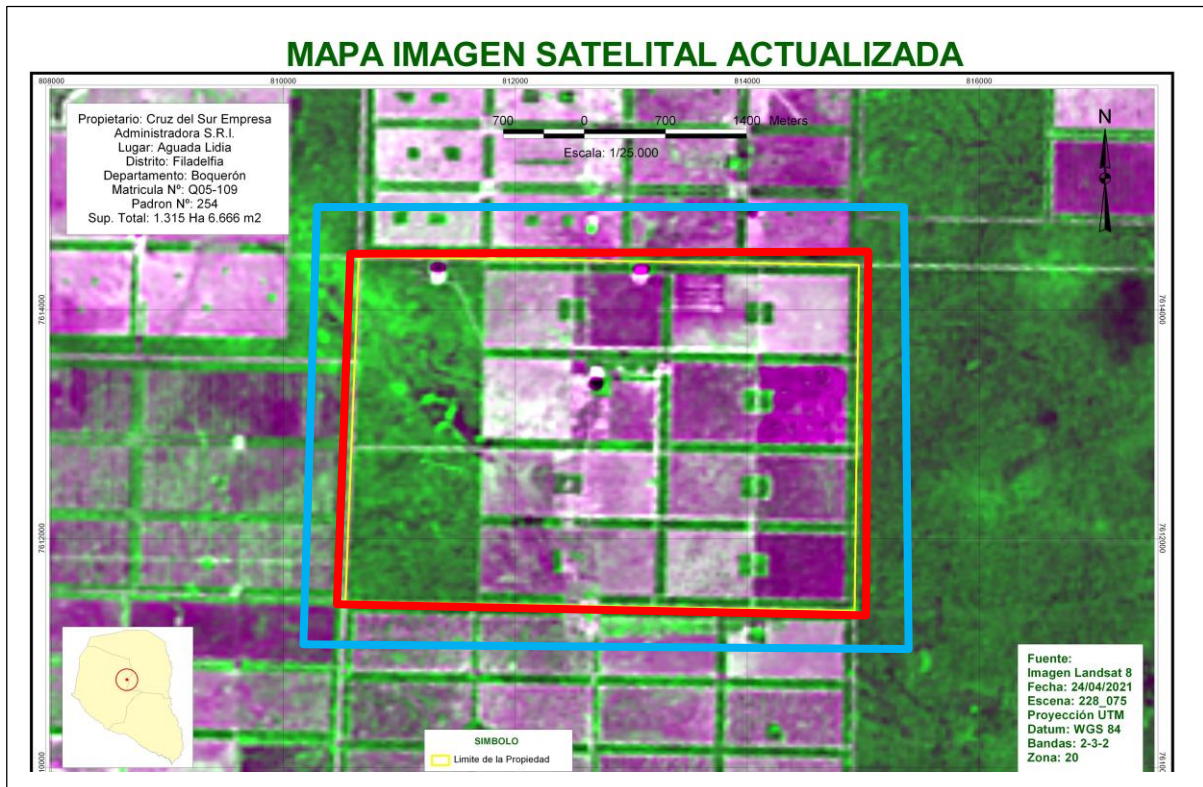 MAPA IMAGEN SATELITAL ACTUALIZADA
808000
810000
812000
814000
816000
Propietario: Cruz del Sur Empresa
Administradora S.R.l.
Lugar: Aguada Lidia
Distrito: Filadelfia
Departamento: Boquerón
Matricula Nº: Q05-109
Padron Nº: 254
Sup. Total: 1.315 Ha 6.666 m2
700 0 700 1400 Meters
Escala: 1/25.000
N
7614000
7614000
7612000
7612000
Fuente:
Imagen Landsat 8
Fecha: 24/04/2021
Escena: 228_075
Proyección UTM
Datum: WGS 84
Bandas: 2-3-2
Zona: 20
SIMBOLO
Limite de la Propiedad